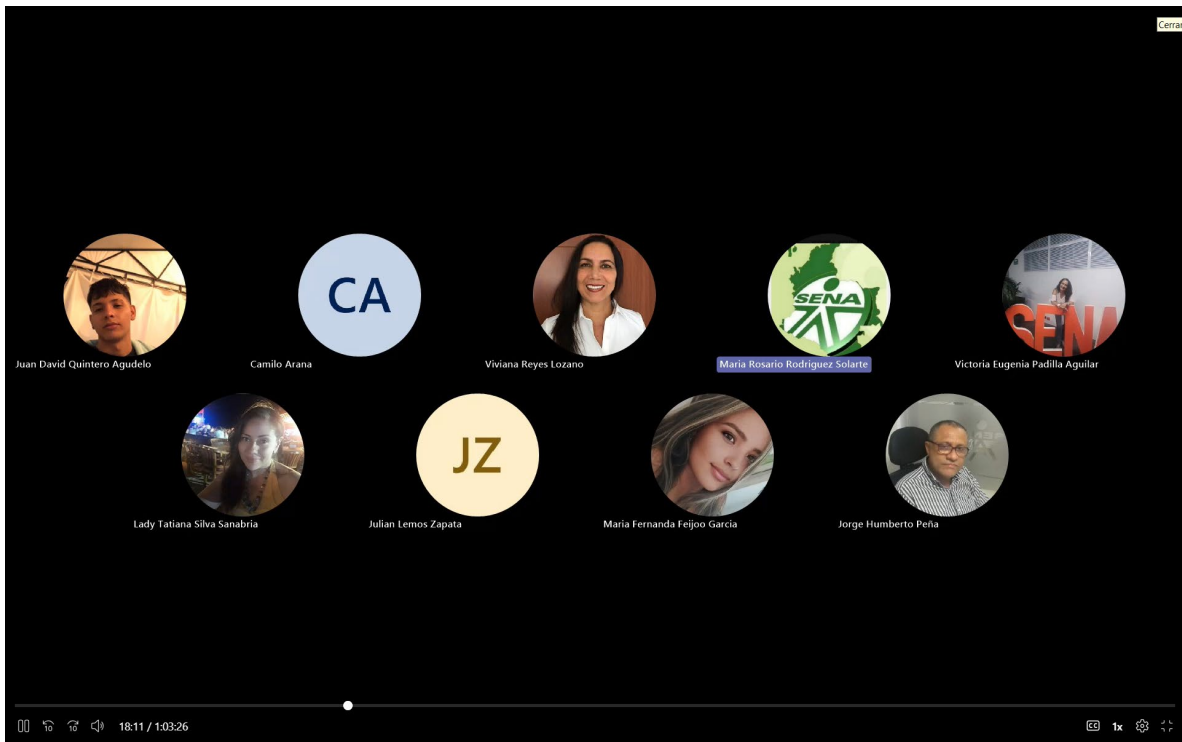 Cerrar
CA
SENA
SENA
Juan David Quintero Agudelo
Camilo Arana
Viviana Reyes Lozano
Maria Rosario Rodriguez Solarte
Victoria Eugenia Padilla Aguilar
JZ
Lady Tatiana Silva Sanabria
Julian Lemos Zapata
Maria Fernanda Feijoo Garcia
Jorge Humberto Peña
10
10
18:11 / 1:03:26
CC
1x